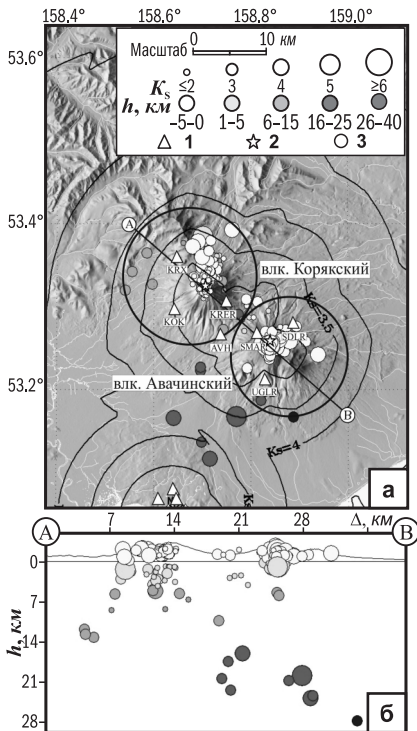 158,4° 158,6° 158,8° 159,0°
53,6°
53,4°
53,2°
Масштаб 0 10 км
Ks ≤2 3 4 5 ≥6
h, км
–5–0 1–5 6–15 16–25 26–40
1 2 3
A
KRX
влк. Корякский
KOK
KRER
AVH
SMAR
SDLR
Ks=3.5
влк. Авачинский
UGLR
B
Ks=4
а
A 7 14 21 28 Δ, км B
0
7
14
21
28
h, км
б